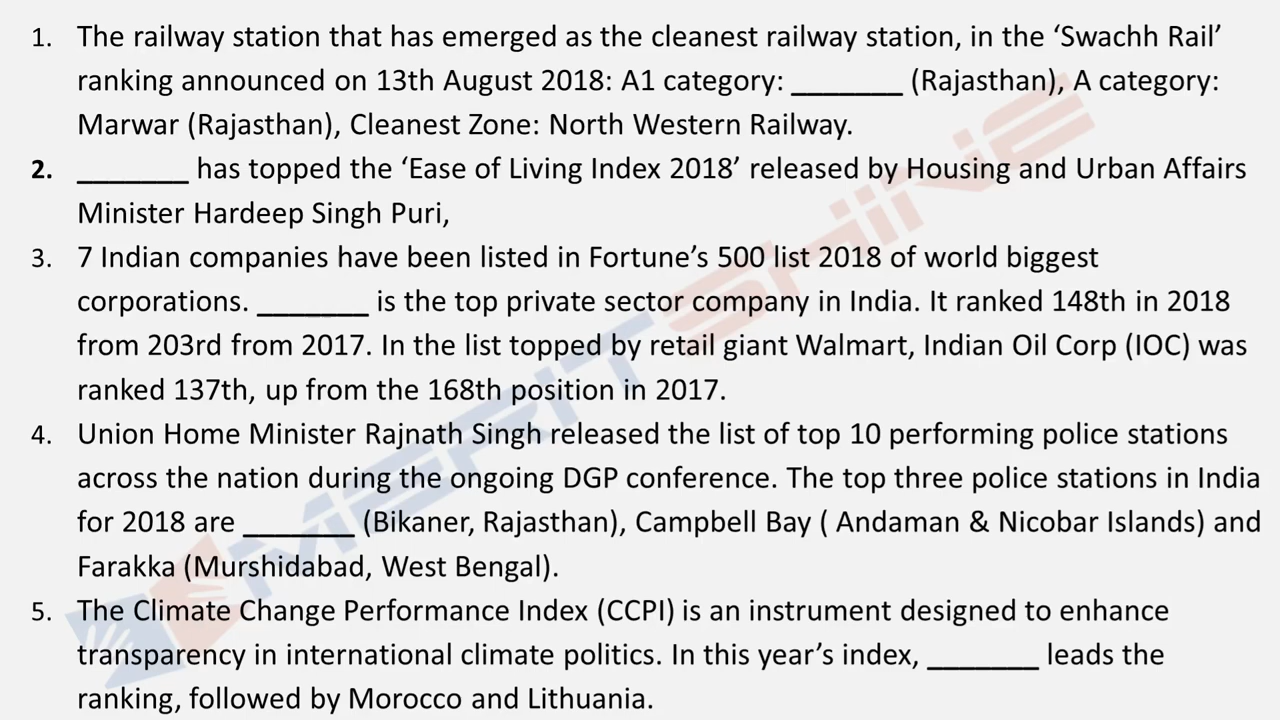 1. The railway station that has emerged as the cleanest railway station, in the ‘Swachh Rail’
ranking announced on 13th August 2018: A1 category: _______ (Rajasthan), A category:
Marwar (Rajasthan), Cleanest Zone: North Western Railway.
2. _______ has topped the ‘Ease of Living Index 2018’ released by Housing and Urban Affairs
Minister Hardeep Singh Puri,
3. 7 Indian companies have been listed in Fortune’s 500 list 2018 of world biggest
corporations. _______ is the top private sector company in India. It ranked 148th in 2018
from 203rd from 2017. In the list topped by retail giant Walmart, Indian Oil Corp (IOC) was
ranked 137th, up from the 168th position in 2017.
4. Union Home Minister Rajnath Singh released the list of top 10 performing police stations
across the nation during the ongoing DGP conference. The top three police stations in India
for 2018 are _______ (Bikaner, Rajasthan), Campbell Bay ( Andaman & Nicobar Islands) and
Farakka (Murshidabad, West Bengal).
5. The Climate Change Performance Index (CCPI) is an instrument designed to enhance
transparency in international climate politics. In this year’s index, _______ leads the
ranking, followed by Morocco and Lithuania.
MERITSHINE